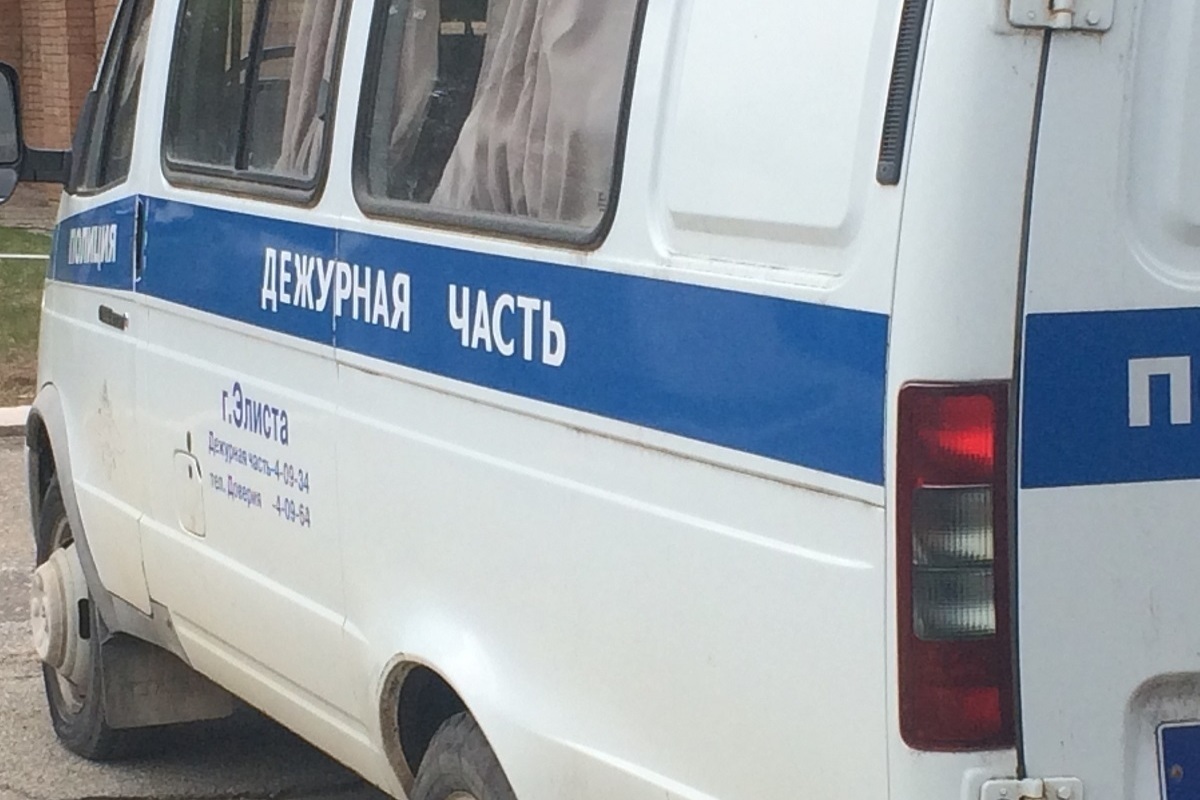 ПОЛИЦИЯ
ДЕЖУРНАЯ ЧАСТЬ
г.Элиста
Дежурная часть-4-09-34
тел. Доверия -4-09-64
П